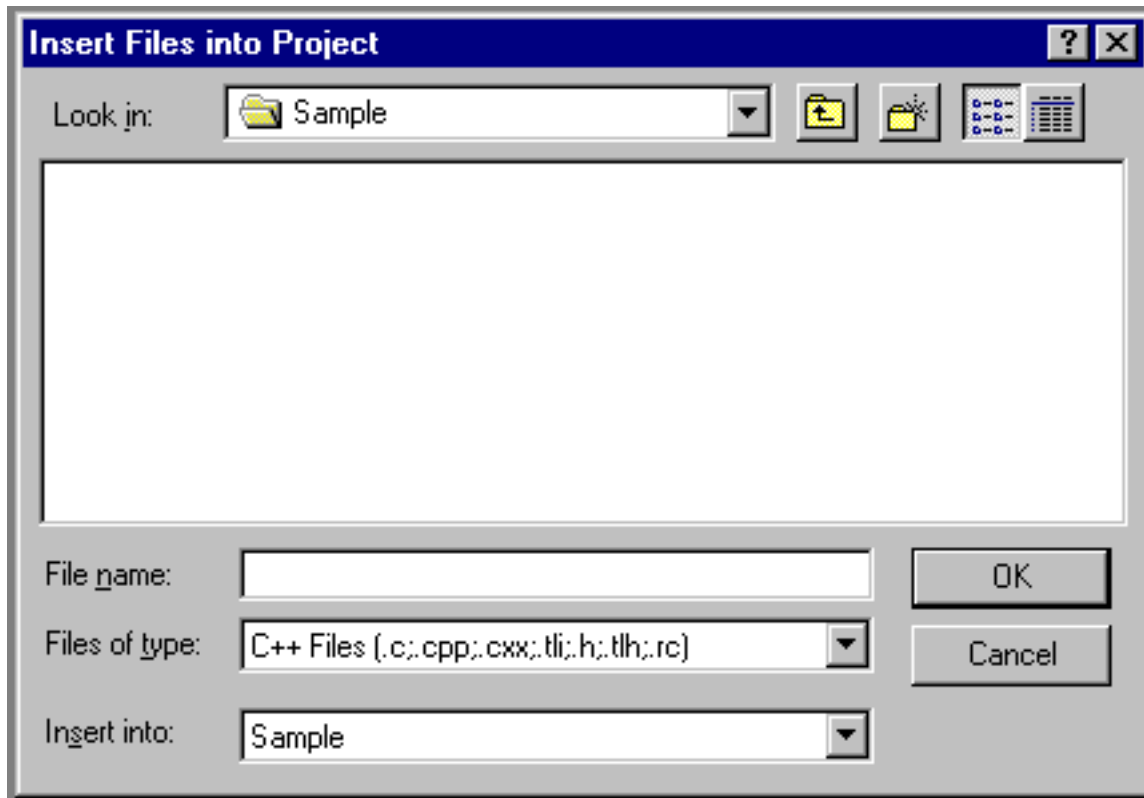 Insert Files into Project
Look in: Sample
File name:
OK
Files of type: C++ Files (.c;.cpp;.cxx;.tli;.h;.tlh;.rc)
Cancel
Insert into: Sample